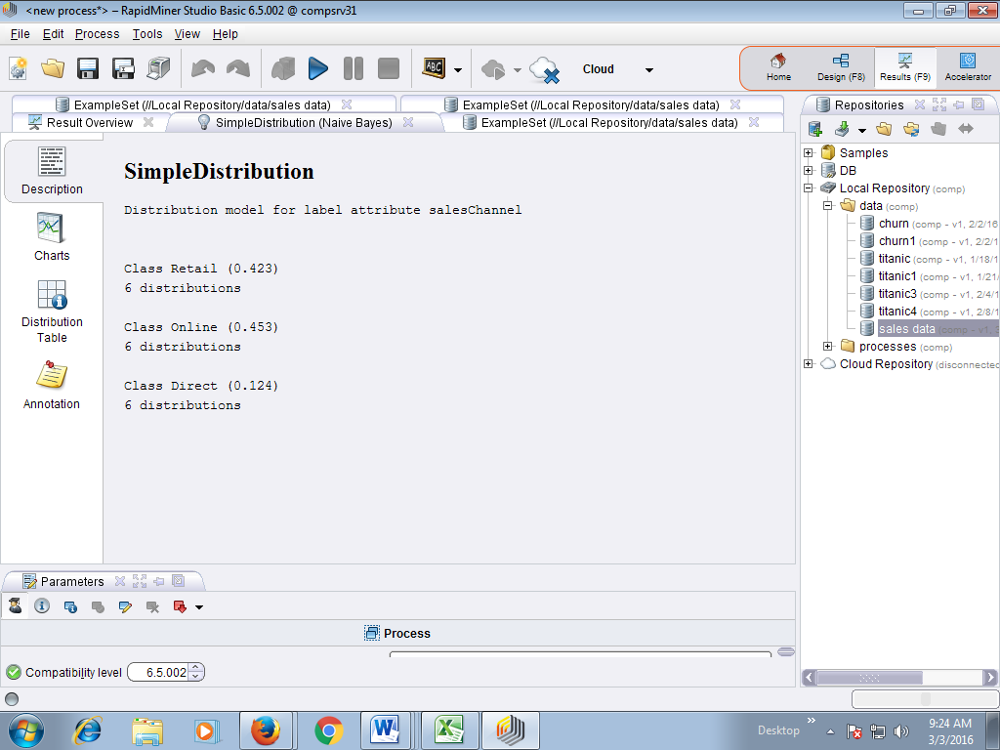 <new process*> – RapidMiner Studio Basic 6.5.002 @ compsrv31
File Edit Process Tools View Help
ABC
Cloud
Home
Design (F8)
Results (F9)
Accelerator
ExampleSet (//Local Repository/data/sales data)
ExampleSet (//Local Repository/data/sales data)
Result Overview
SimpleDistribution (Naive Bayes)
ExampleSet (//Local Repository/data/sales data)
Description
Charts
Distribution
Table
Annotation
SimpleDistribution
Distribution model for label attribute salesChannel
Class Retail (0.423)
6 distributions
Class Online (0.453)
6 distributions
Class Direct (0.124)
6 distributions
Repositories
Samples
DB
Local Repository (comp)
data (comp)
churn (comp - v1, 2/2/16
churn1 (comp - v1, 2/2/1
titanic (comp - v1, 1/18/1
titanic1 (comp - v1, 1/21/
titanic3 (comp - v1, 2/4/1
titanic4 (comp - v1, 2/8/1
sales data (comp - v1,
processes (comp)
Cloud Repository (disconnected
Parameters
Process
Compatibility level 6.5.002
Desktop
9:24 AM
3/3/2016